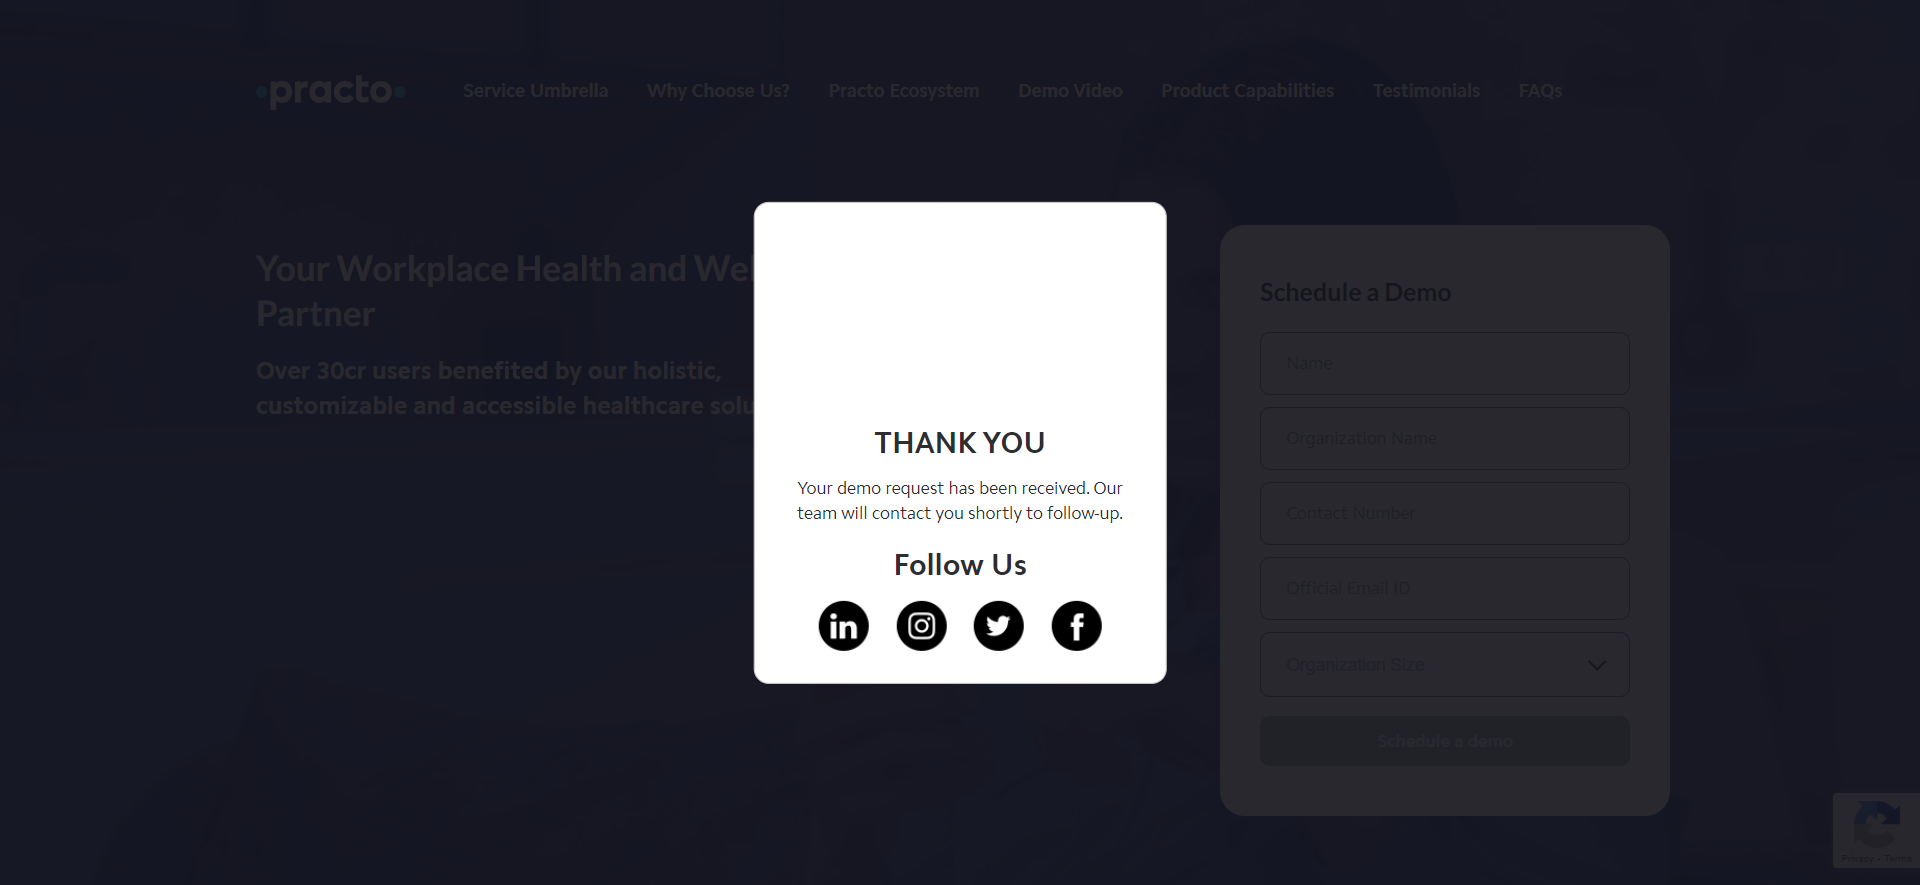 practo
Service Umbrella
Why Choose Us?
Practo Ecosystem
Demo Video
Product Capabilities
Testimonials
FAQs
Your Workplace Health and Wel
Partner
Over 30cr users benefited by our holistic,
customizable and accessible healthcare solu
THANK YOU
Your demo request has been received. Our
team will contact you shortly to follow-up.
Follow Us
Schedule a Demo
Name
Organization Name
Contact Number
Official Email ID
Organization Size
Schedule a demo
Privacy - Terms